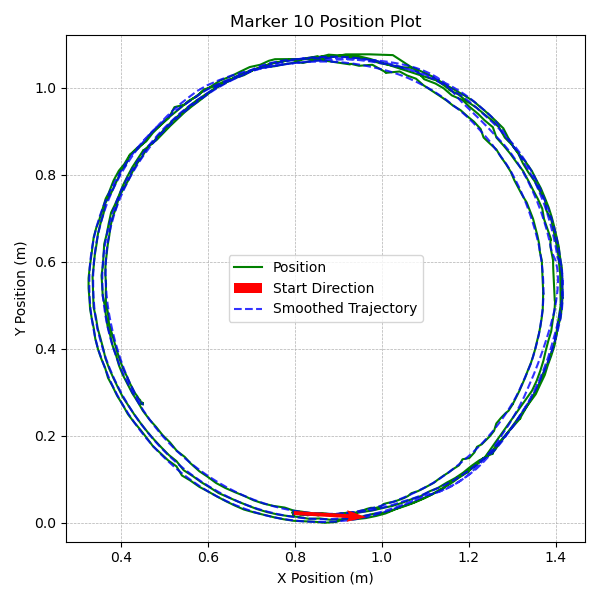 Marker 10 Position Plot
1.0
0.8
0.6
0.4
0.2
0.0
Y Position (m)
Position
Start Direction
Smoothed Trajectory
0.4
0.6
0.8
1.0
1.2
1.4
X Position (m)